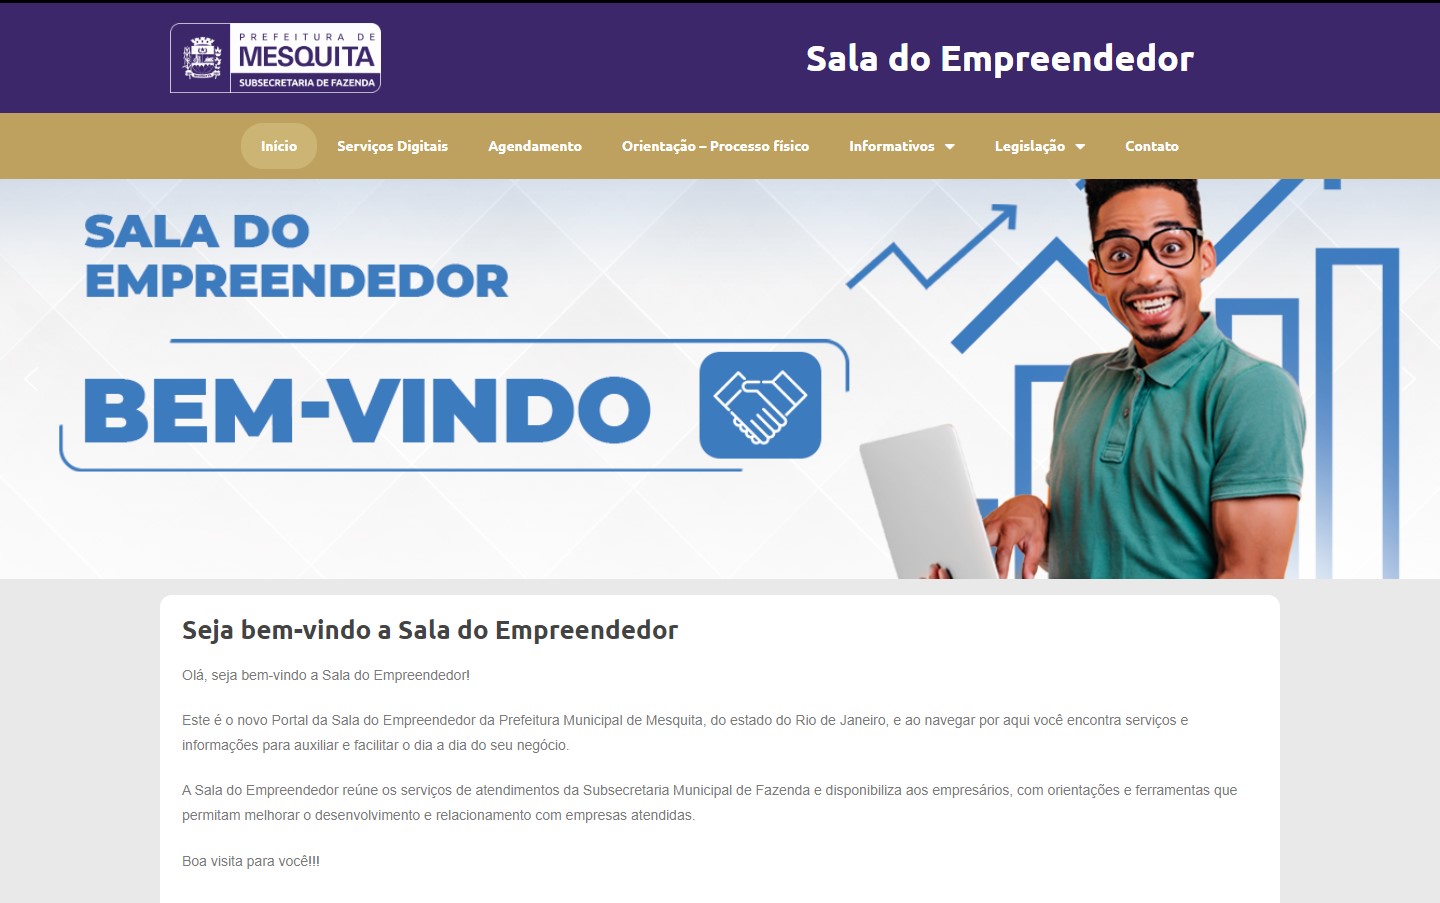 PREFEITURA DE
MESQUITA
SUBSECRETARIA DE FAZENDA
Sala do Empreendedor
Início
Serviços Digitais
Agendamento
Orientação – Processo físico
Informativos
Legislação
Contato
SALA DO
EMPREENDEDOR
BEM-VINDO
Seja bem-vindo a Sala do Empreendedor
Olá, seja bem-vindo a Sala do Empreendedor!
Este é o novo Portal da Sala do Empreendedor da Prefeitura Municipal de Mesquita, do estado do Rio de Janeiro, e ao navegar por aqui você encontra serviços e
informações para auxiliar e facilitar o dia a dia do seu negócio.
A Sala do Empreendedor reúne os serviços de atendimentos da Subsecretaria Municipal de Fazenda e disponibiliza aos empresários, com orientações e ferramentas que
permitam melhorar o desenvolvimento e relacionamento com empresas atendidas.
Boa visita para você!!!